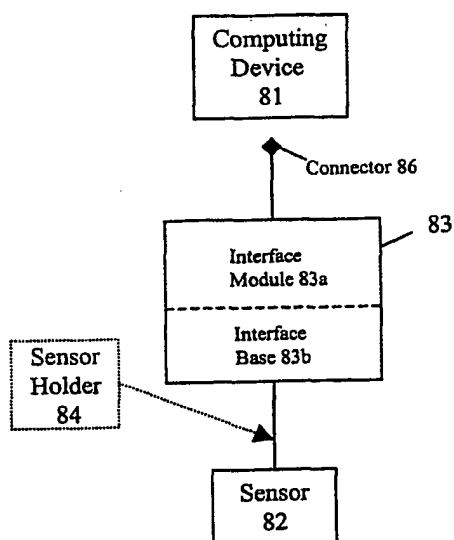 Computing
Device
81
Connector 86
83
Interface
Module 83a
Interface
Base 83b
Sensor
Holder
84
Sensor
82